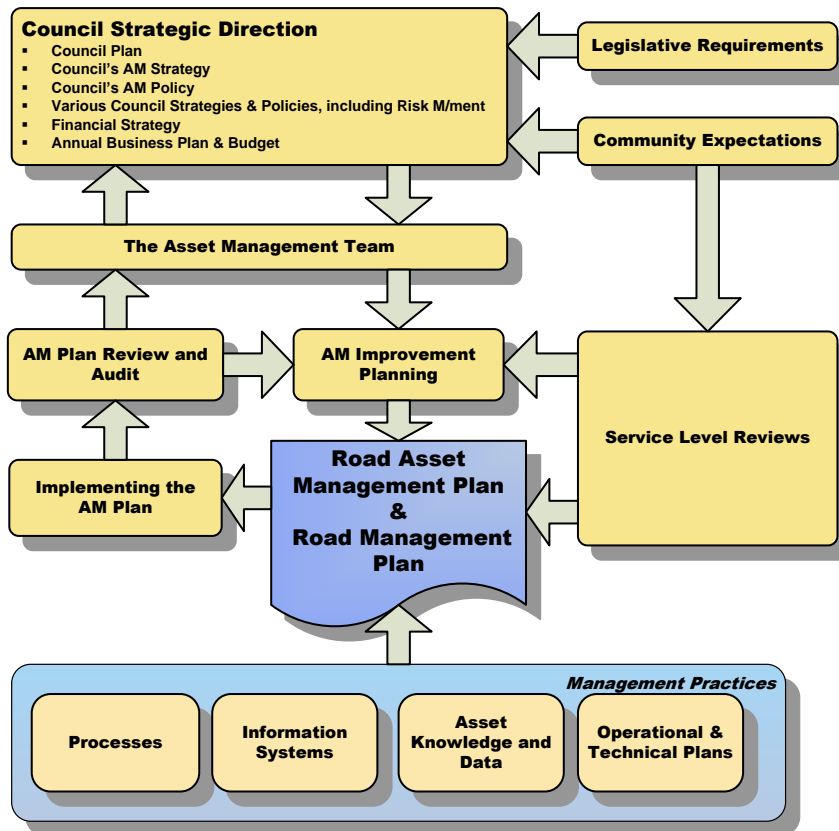 Council Strategic Direction
▪ Council Plan
▪ Council's AM Strategy
▪ Council's AM Policy
▪ Various Council Strategies & Policies, including Risk M/ment
▪ Financial Strategy
▪ Annual Business Plan & Budget
Legislative Requirements
Community Expectations
The Asset Management Team
AM Plan Review and
Audit
AM Improvement
Planning
Service Level Reviews
Implementing the
AM Plan
Road Asset
Management Plan
&
Road Management
Plan
Management Practices
Processes
Information
Systems
Asset
Knowledge and
Data
Operational &
Technical Plans